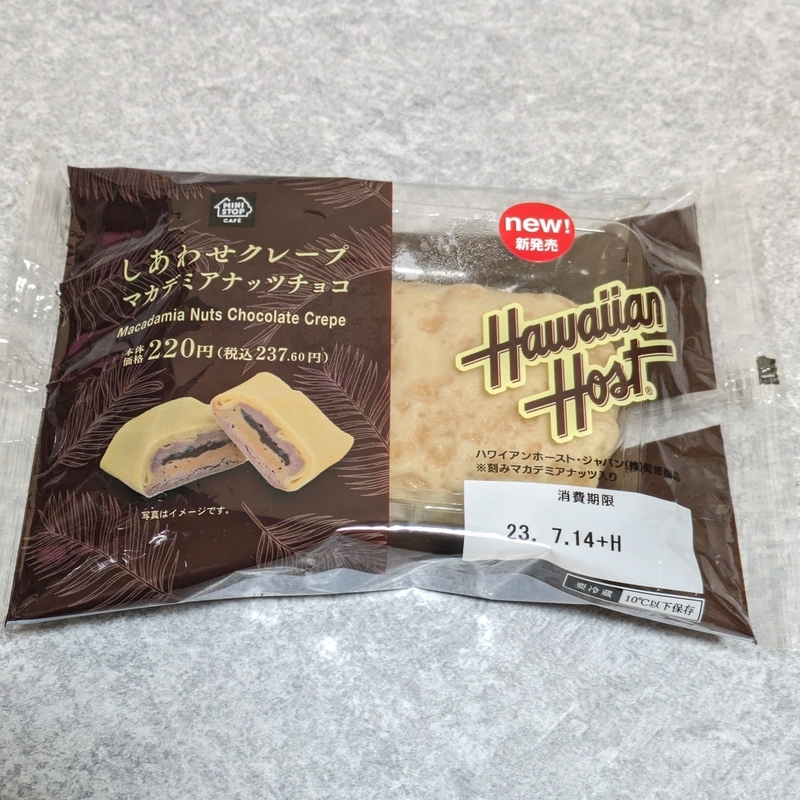 MINI
STOP
CAFÉ
しあわせクレープ
マカデミアナッツチョコ
Macadamia Nuts Chocolate Crepe
本体
価格 220円 (税込 237.60円)
写真はイメージです。
new!
新発売
Hawaiian
Host®
ハワイアンホースト・ジャパン(株)監修商品
※刻みマカデミアナッツ入り
消費期限
23. 7.14+H
要冷蔵 10℃以下保存